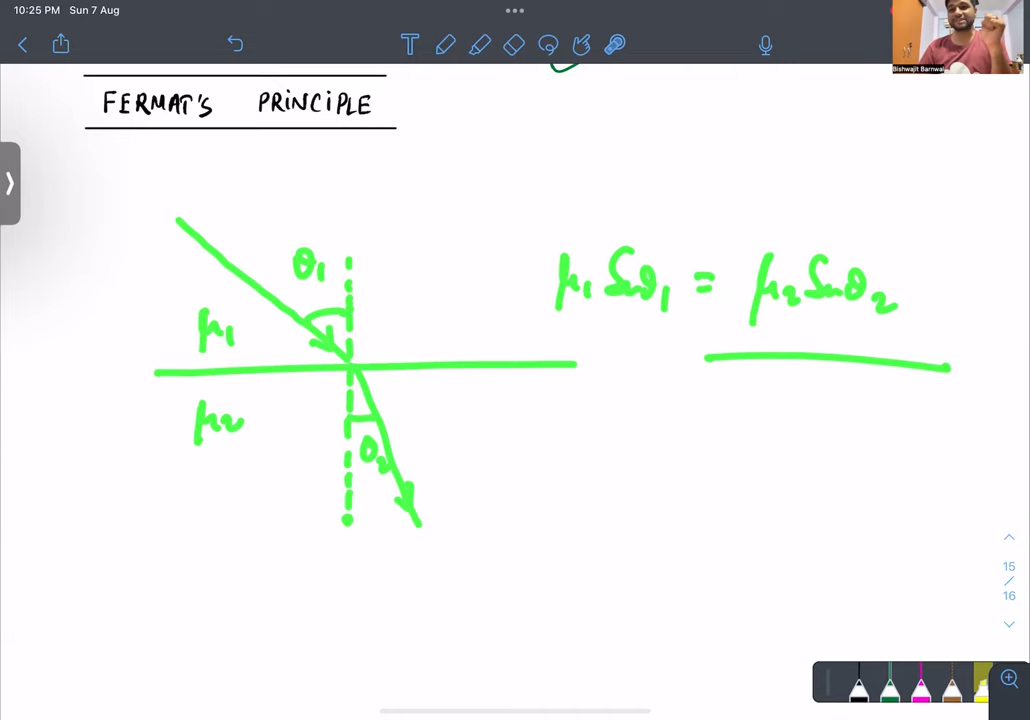 10:25 PM Sun 7 Aug
Bishwajit Barnwal
FERMAT'S PRINCIPLE
θ1
μ1 Sinθ1 = μ2 Sinθ2
μ1
μ2
θ2
15
/
16